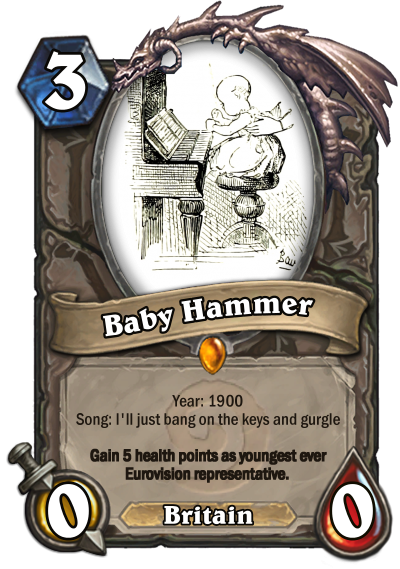 3
Baby Hammer
Year: 1900
Song: I'll just bang on the keys and gurgle
Gain 5 health points as youngest ever
Eurovision representative.
0
Britain
0